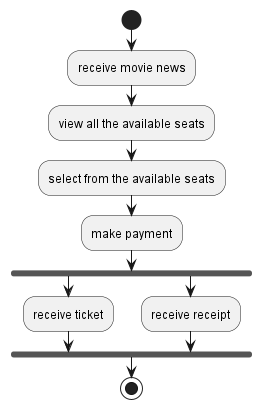 receive movie news
view all the available seats
select from the available seats
make payment
receive ticket
receive receipt